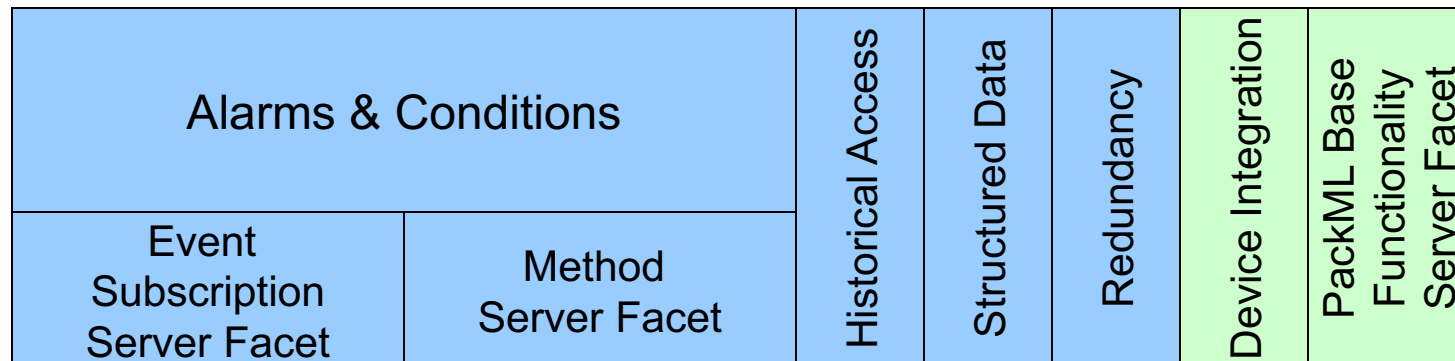 Alarms & Conditions
Event
Subscription
Server Facet
Method
Server Facet
Historical Access
Structured Data
Redundancy
Device Integration
PackML Base
Functionality
Server Facet